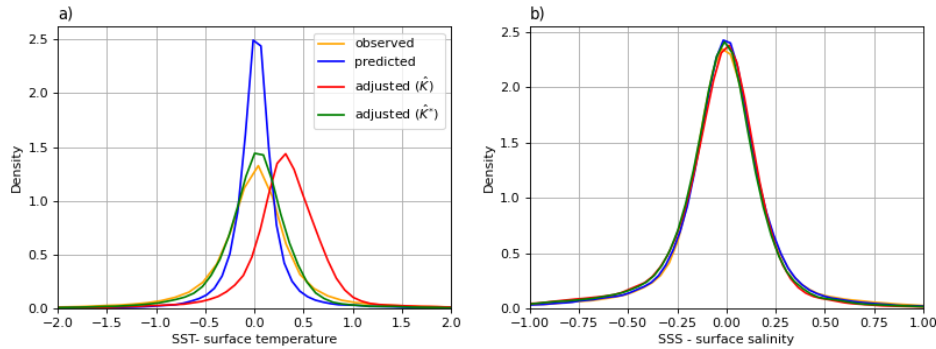 a)
2.5
2.0
1.5
1.0
0.5
0.0
Density
−2.0 −1.5 −1.0 −0.5 0.0 0.5 1.0 1.5 2.0
SST- surface temperature
observed
predicted
adjusted (K̂)
adjusted (K̂*)
b)
2.5
2.0
1.5
1.0
0.5
0.0
Density
−1.00 −0.75 −0.50 −0.25 0.00 0.25 0.50 0.75 1.00
SSS - surface salinity